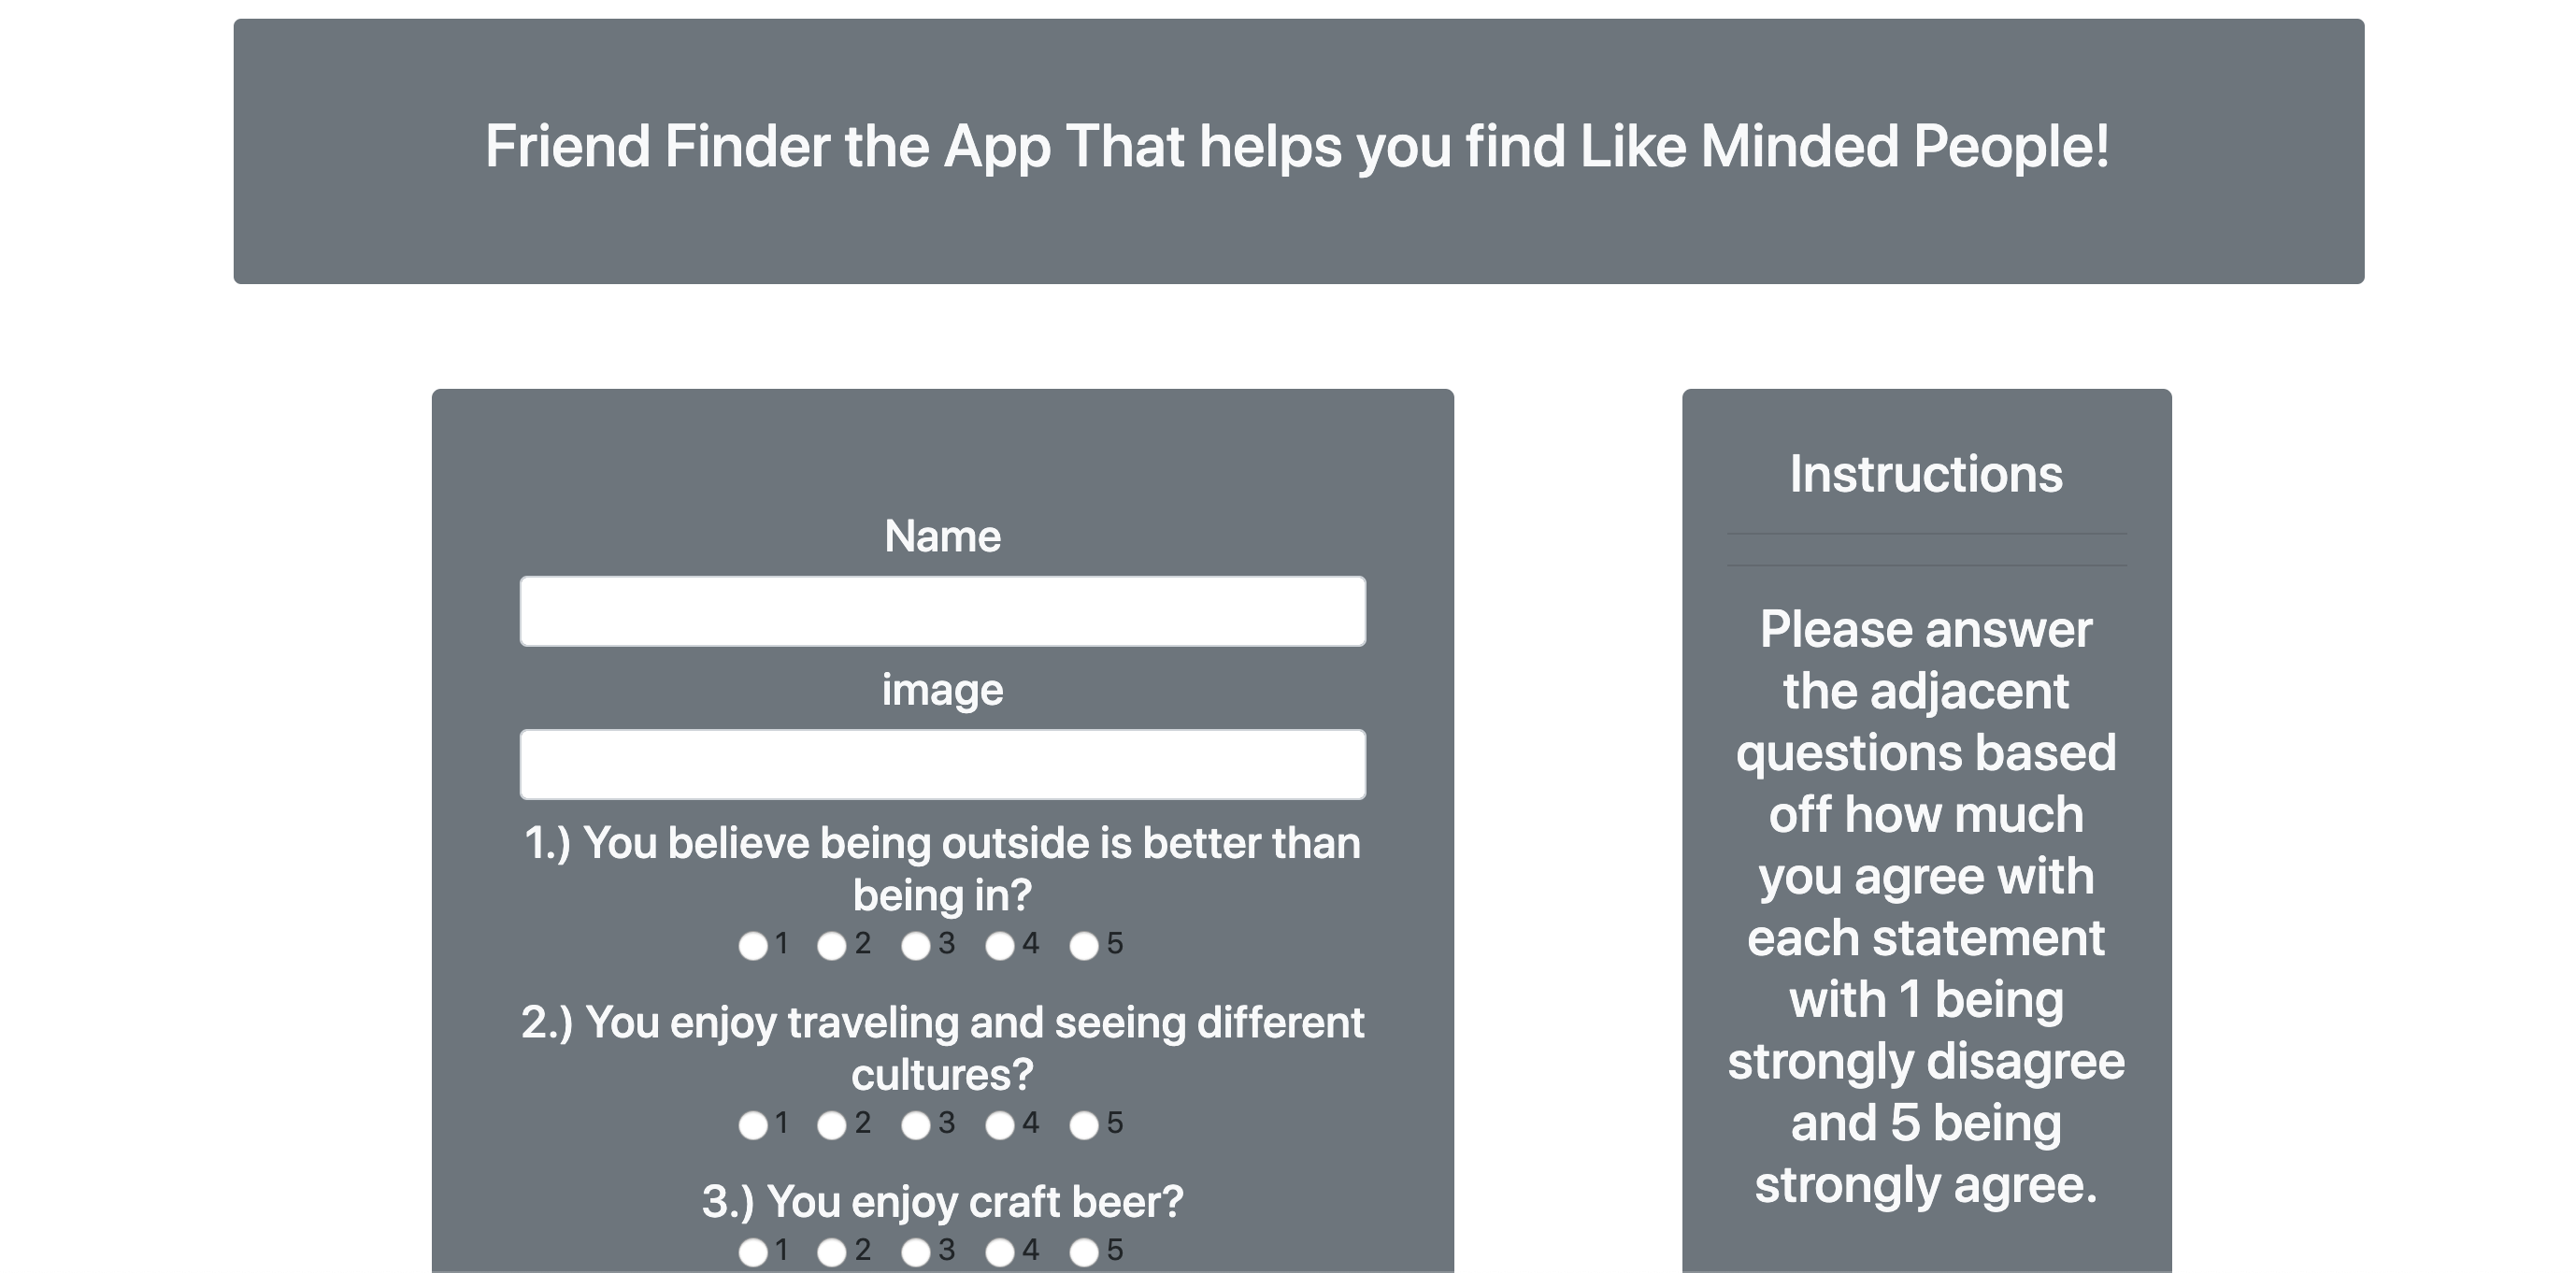 Friend Finder the App That helps you find Like Minded People!
Name
image
1.) You believe being outside is better than
being in?
1 2 3 4 5
2.) You enjoy traveling and seeing different
cultures?
1 2 3 4 5
3.) You enjoy craft beer?
1 2 3 4 5
Instructions
Please answer
the adjacent
questions based
off how much
you agree with
each statement
with 1 being
strongly disagree
and 5 being
strongly agree.